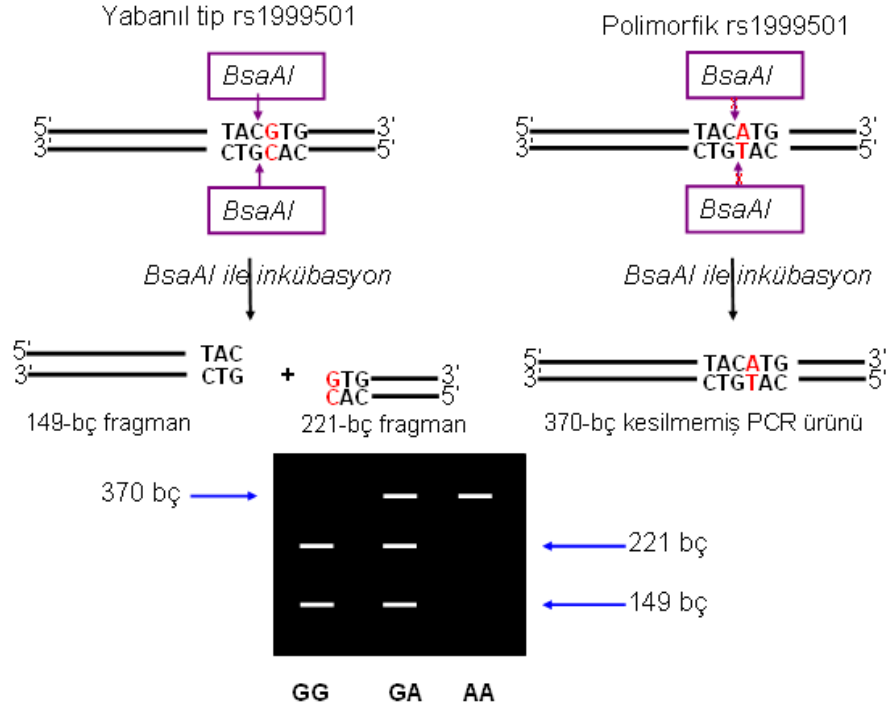 Yabanıl tip rs1999501
Polimorfik rs1999501
BsaAI
BsaAI
5' TACGTG 3'
3' CTGCAC 5'
5' TACATG 3'
3' CTGTAC 5'
BsaAI
BsaAI
BsaAI ile inkübasyon
BsaAI ile inkübasyon
5' TAC
3' CTG
+
GTG 3'
CAC 5'
5' TACATG 3'
3' CTGTAC 5'
149-bç fragman
221-bç fragman
370-bç kesilmemiş PCR ürünü
370 bç
221 bç
149 bç
GG GA AA